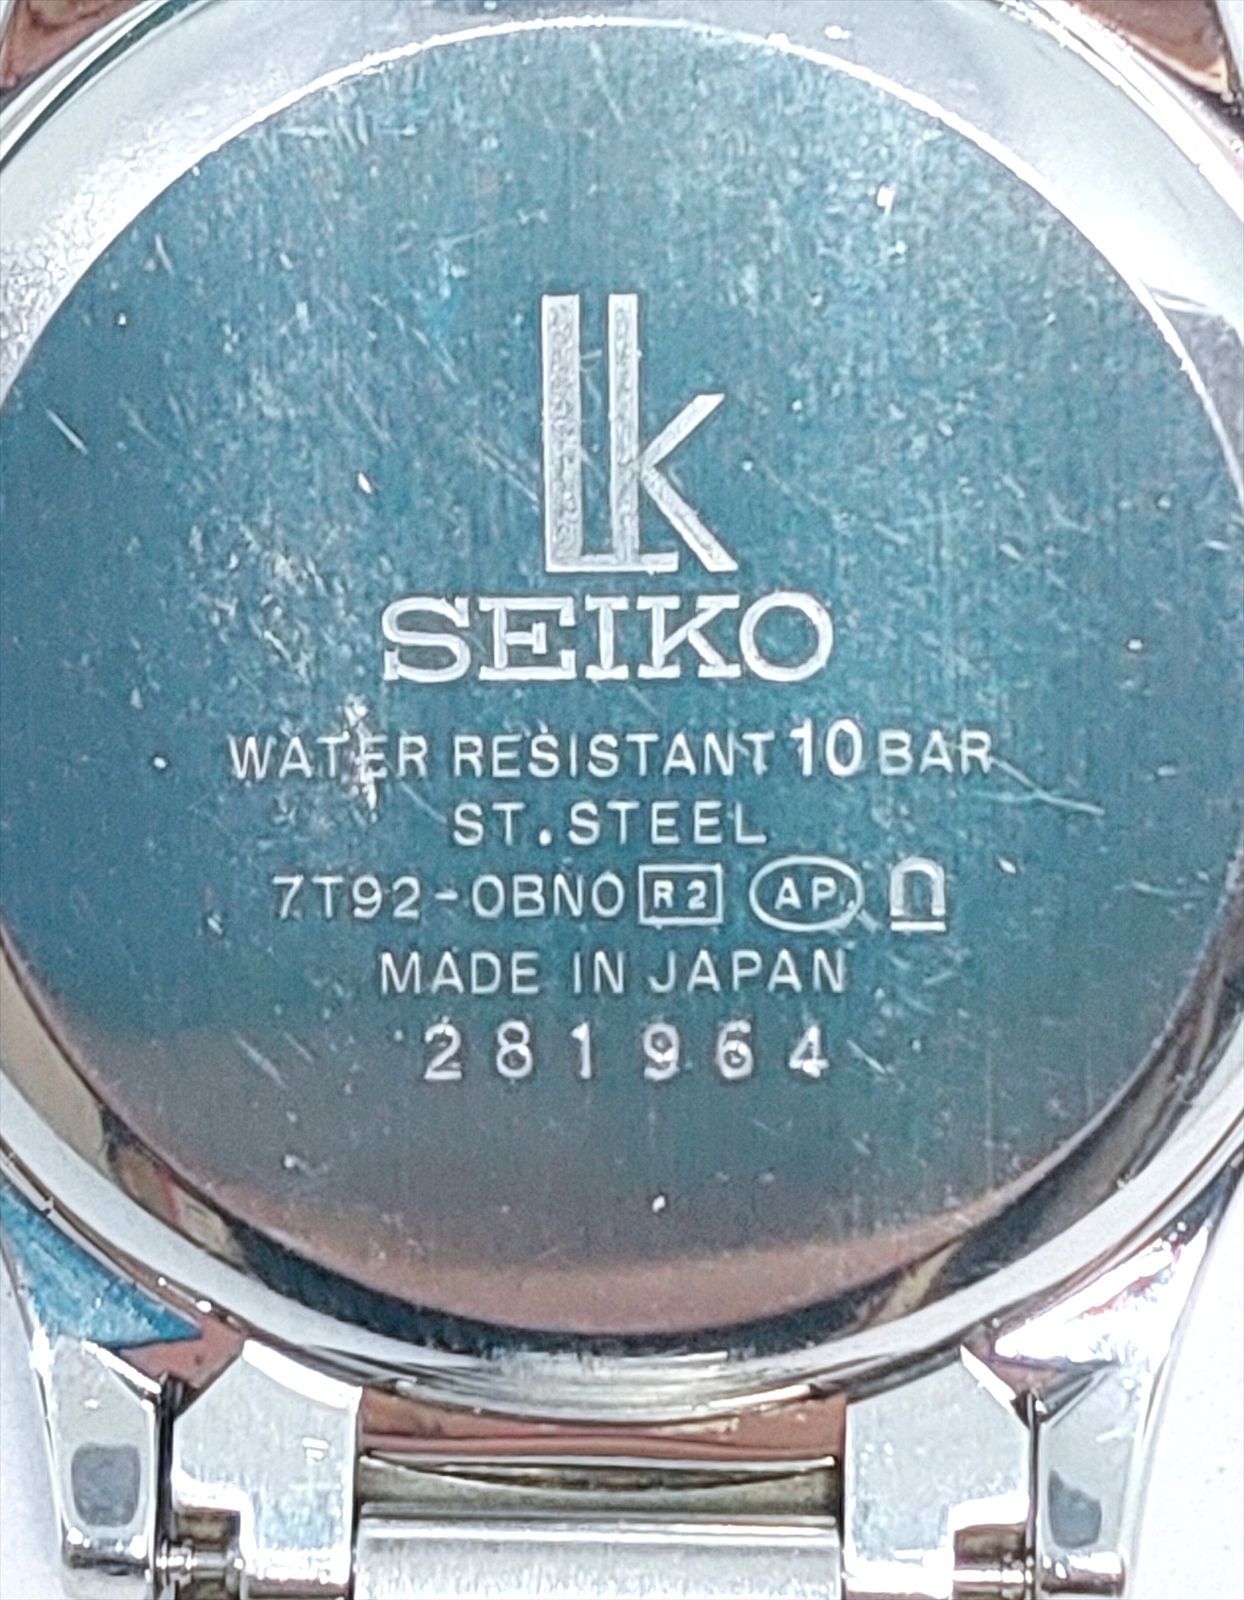 LK
SEIKO
WATER RESISTANT 10 BAR
ST. STEEL
7T92-0BN0 R2 AP
MADE IN JAPAN
281964